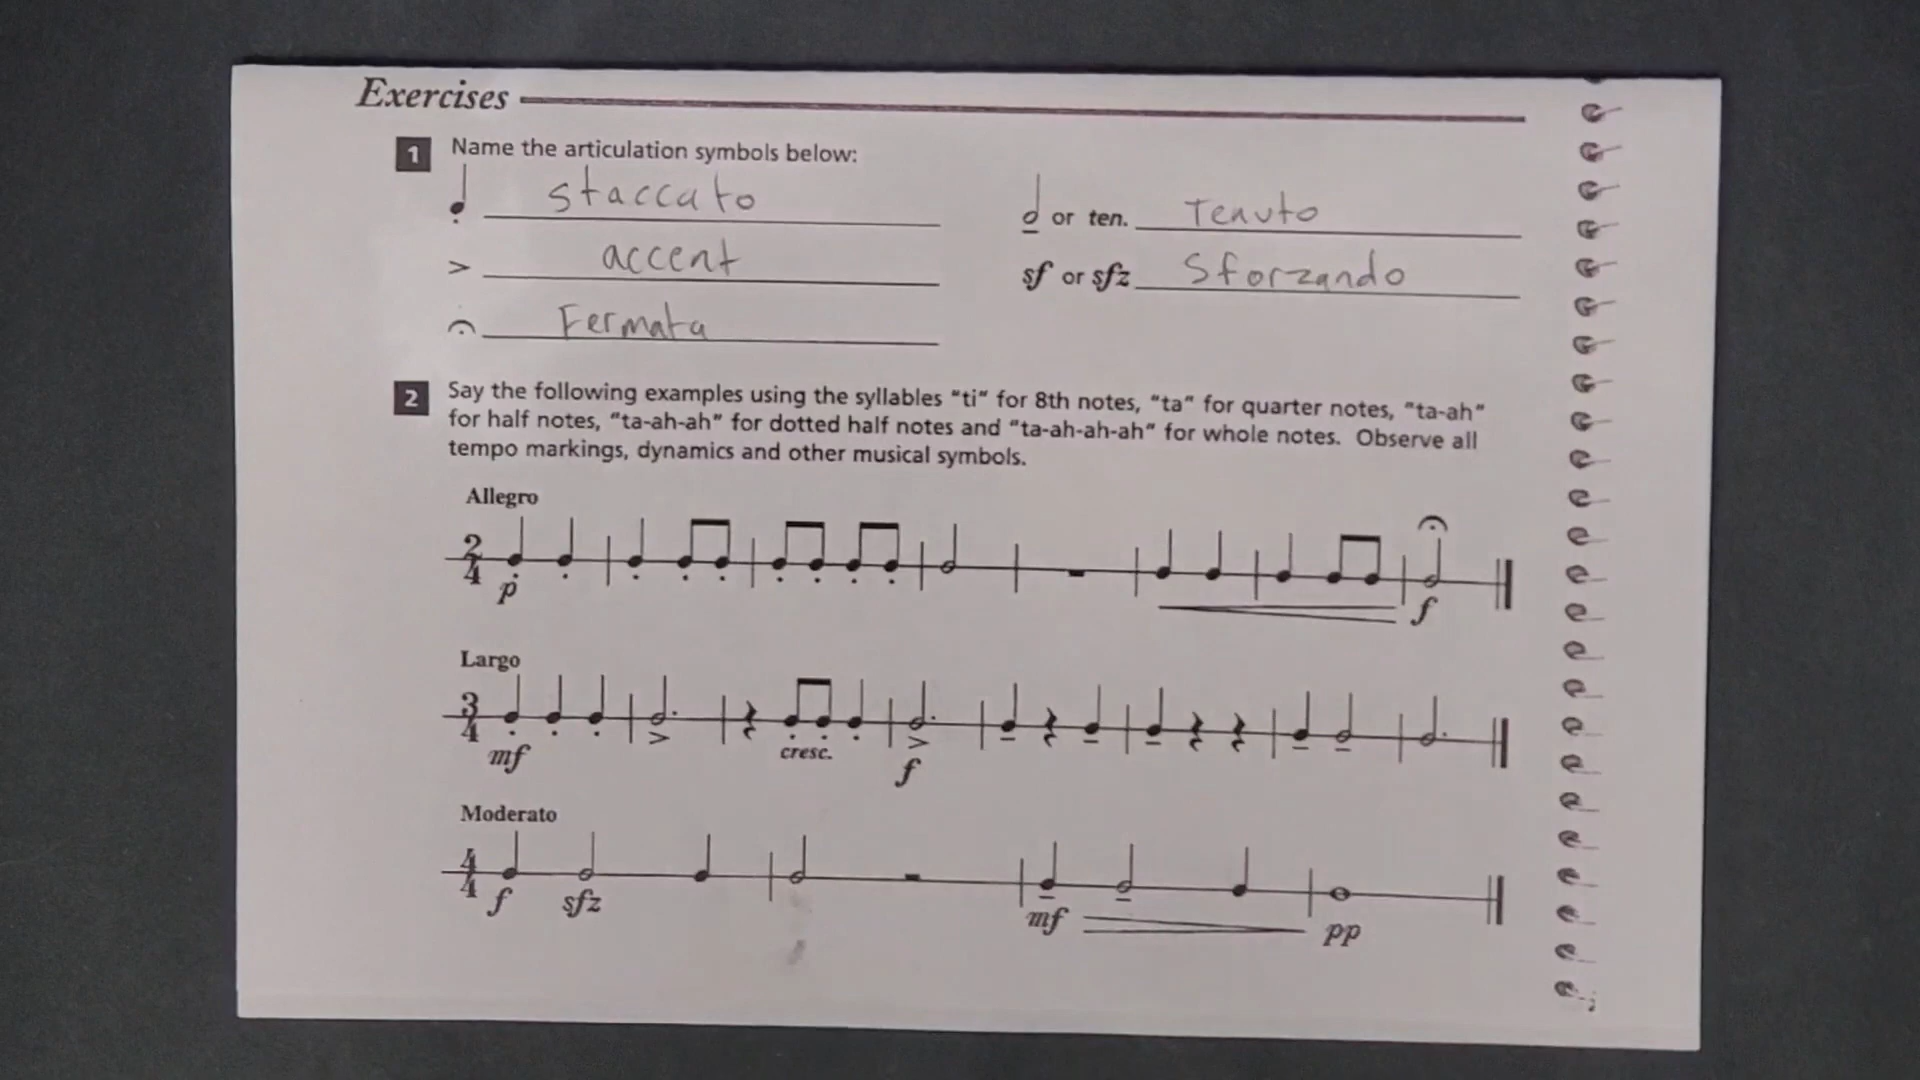 Exercises
1 Name the articulation symbols below:
staccato
or ten. Tenuto
> accent
sf or sfz Sforzando
Fermata
2 Say the following examples using the syllables "ti" for 8th notes, "ta" for quarter notes, "ta-ah"
for half notes, "ta-ah-ah" for dotted half notes and "ta-ah-ah-ah" for whole notes. Observe all
tempo markings, dynamics and other musical symbols.
Allegro
2
4
p f
Largo
3
4
mf cresc. f
Moderato
4
4
f sfz mf pp